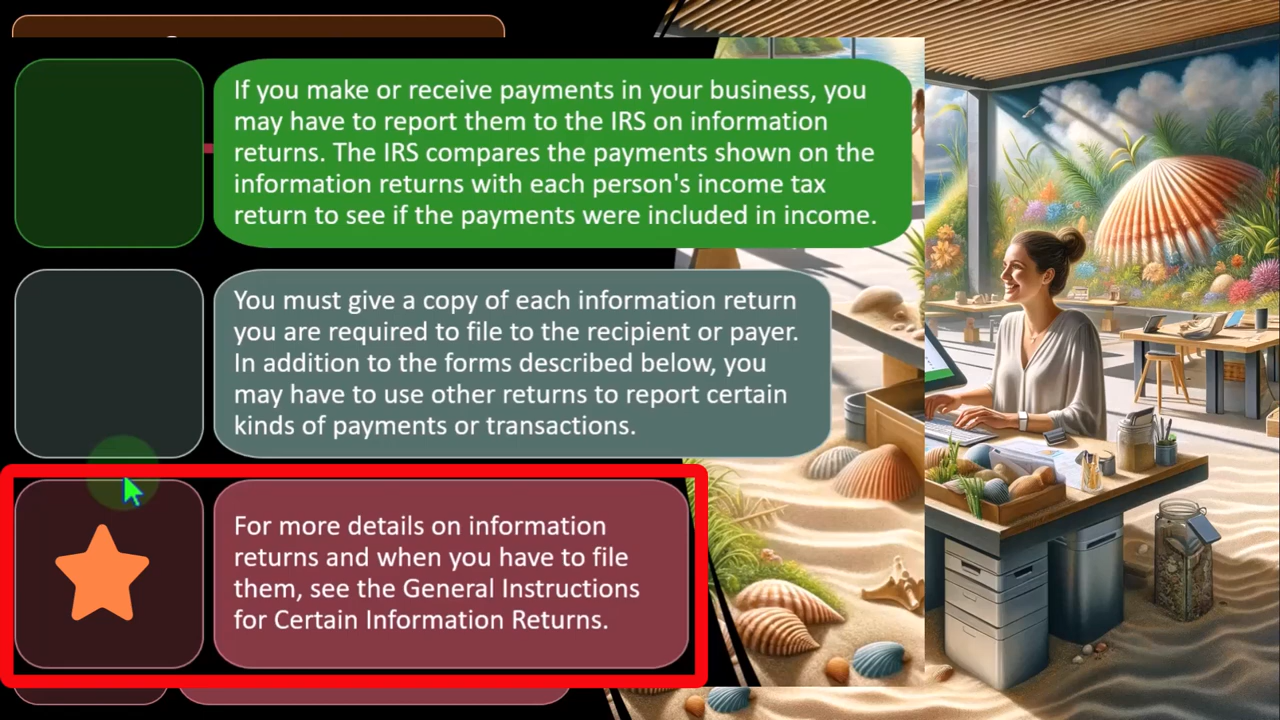 If you make or receive payments in your business, you
may have to report them to the IRS on information
returns. The IRS compares the payments shown on the
information returns with each person's income tax
return to see if the payments were included in income.
You must give a copy of each information return
you are required to file to the recipient or payer.
In addition to the forms described below, you
may have to use other returns to report certain
kinds of payments or transactions.
For more details on information
returns and when you have to file
them, see the General Instructions
for Certain Information Returns.